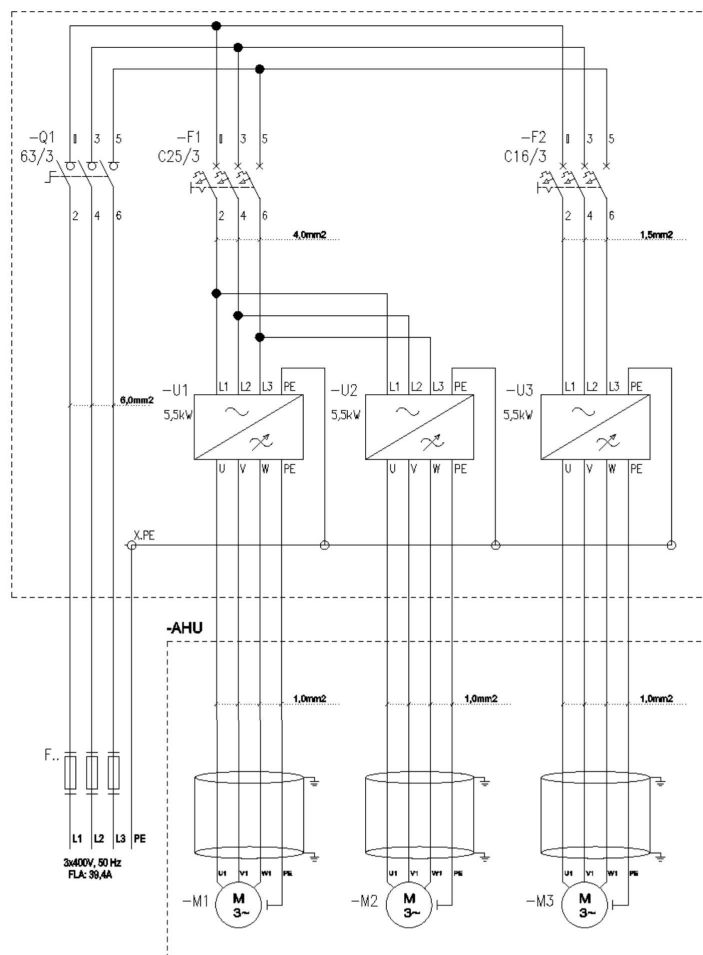 -Q1
63/3
1 3 5
2 4 6
-F1
C25/3
1 3 5
2 4 6
-F2
C16/3
1 3 5
2 4 6
4,0mm2
1,5mm2
6,0mm2
-U1
5,5kW
L1 L2 L3 PE
U V W PE
-U2
5,5kW
L1 L2 L3 PE
U V W PE
-U3
5,5kW
L1 L2 L3 PE
U V W PE
X.PE
-AHU
1,0mm2
1,0mm2
1,0mm2
F..
L1 L2 L3 PE
3x400V, 50 Hz
FLA: 39,4A
U1 V1 W1 PE
-M1
M
3~
U1 V1 W1 PE
-M2
M
3~
U1 V1 W1 PE
-M3
M
3~